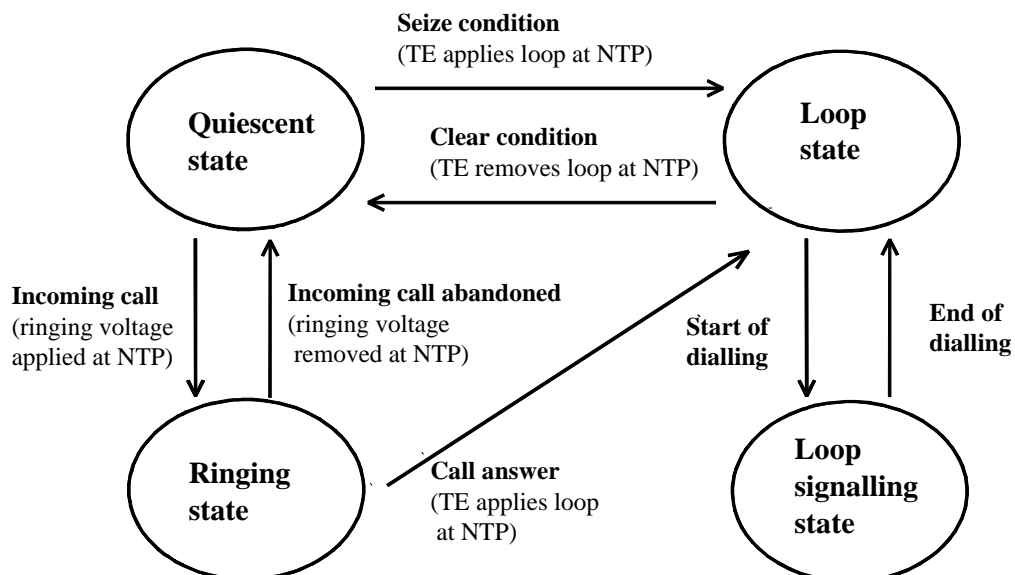 Seize condition
(TE applies loop at NTP)
Quiescent
state
Loop
state
Clear condition
(TE removes loop at NTP)
Incoming call
(ringing voltage
applied at NTP)
Incoming call abandoned
(ringing voltage
removed at NTP)
Start of
dialling
End of
dialling
Ringing
state
Call answer
(TE applies loop
at NTP)
Loop
signalling
state